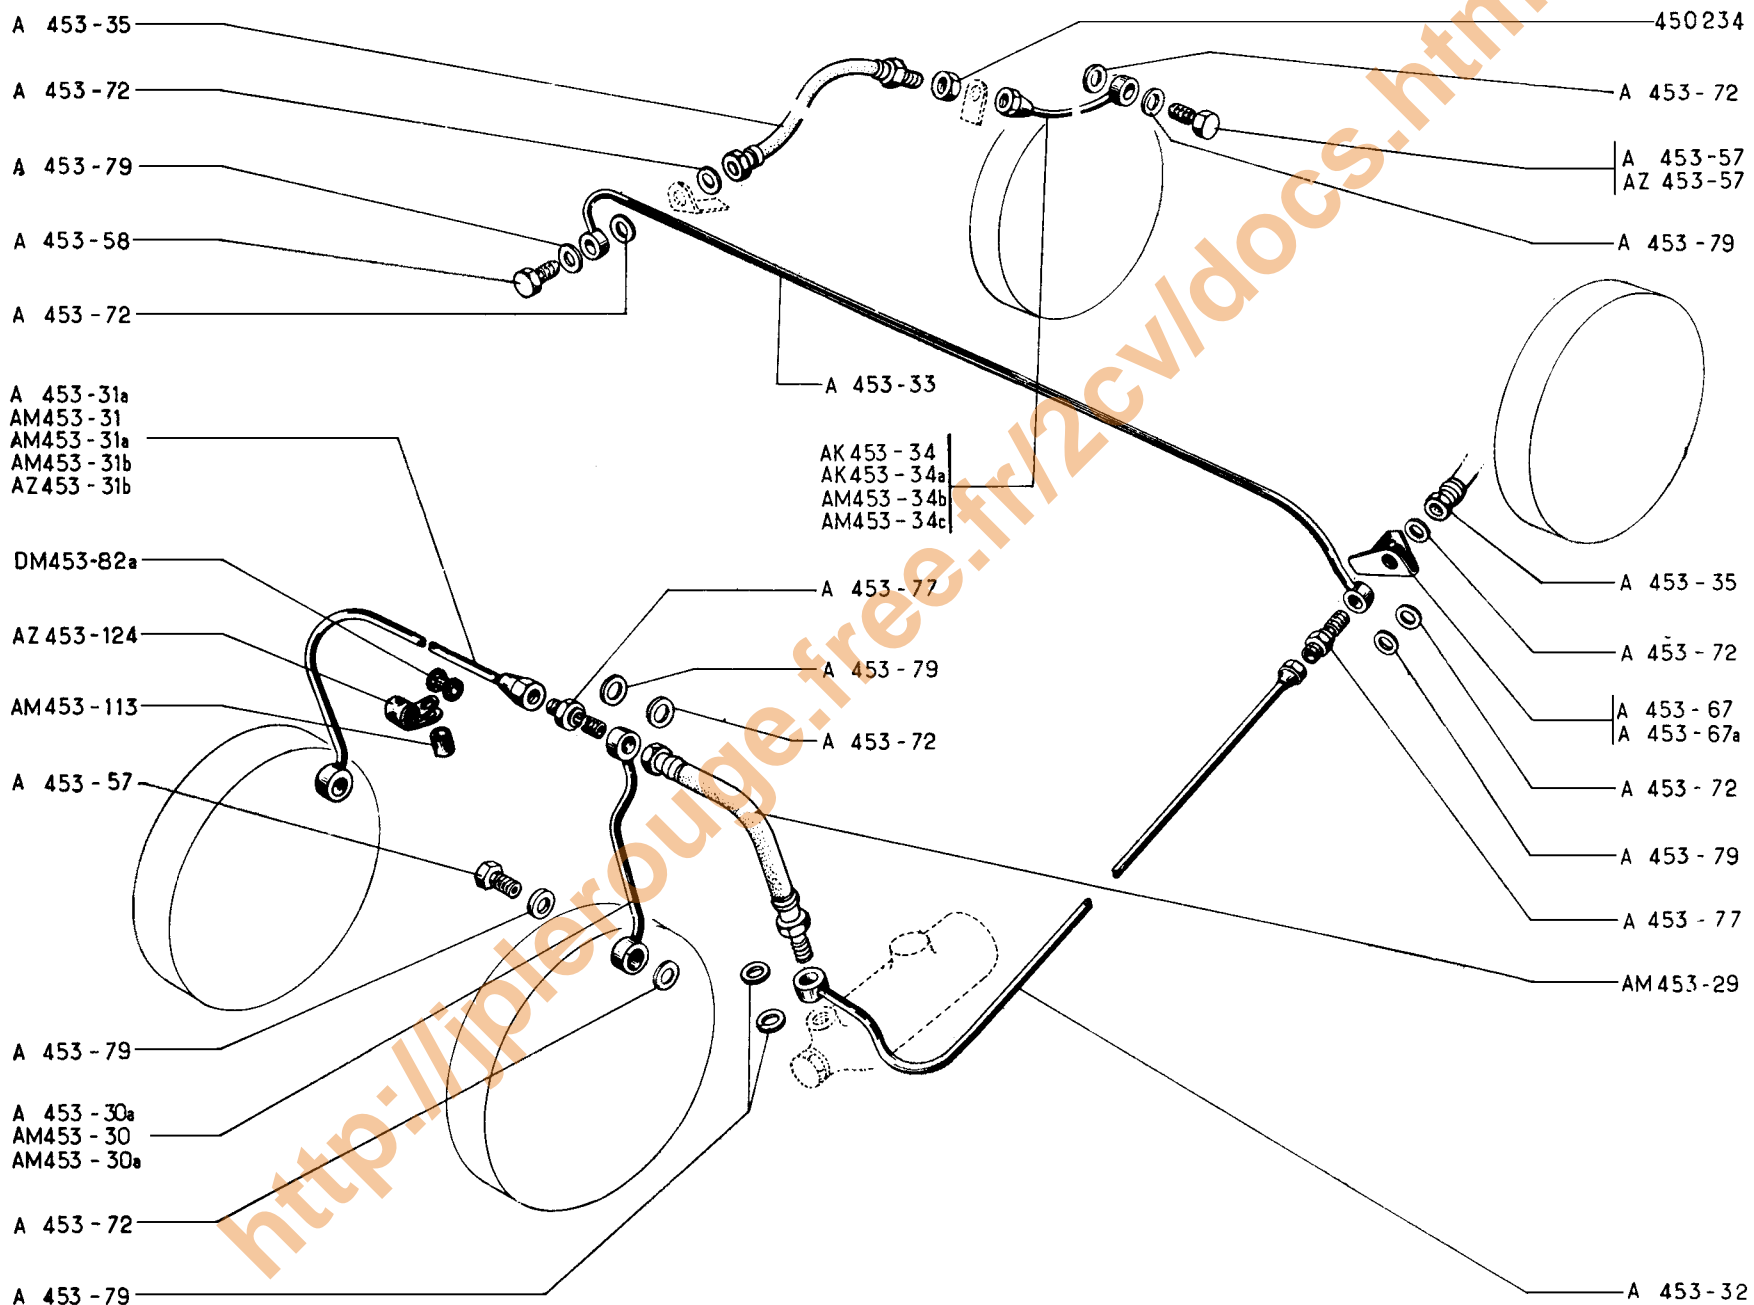 A 453-35
A 453-72
A 453-79
A 453-58
A 453-72
A 453-31a
AM453-31
AM453-31a
AM453-31b
AZ453-31b
DM453-82a
AZ453-124
AM453-113
A 453-57
A 453-79
A 453-30a
AM453-30
AM453-30a
A 453-72
A 453-79
A 453-33
AK453-34
AK453-34a
AM453-34b
AM453-34c
A 453-77
A 453-79
A 453-72
450234
A 453-72
A 453-57
AZ 453-57
A 453-79
A 453-35
A 453-72
A 453-67
A 453-67a
A 453-72
A 453-79
A 453-77
AM453-29
A 453-32
http://jplerouge.free.fr/2cv/docs.htm